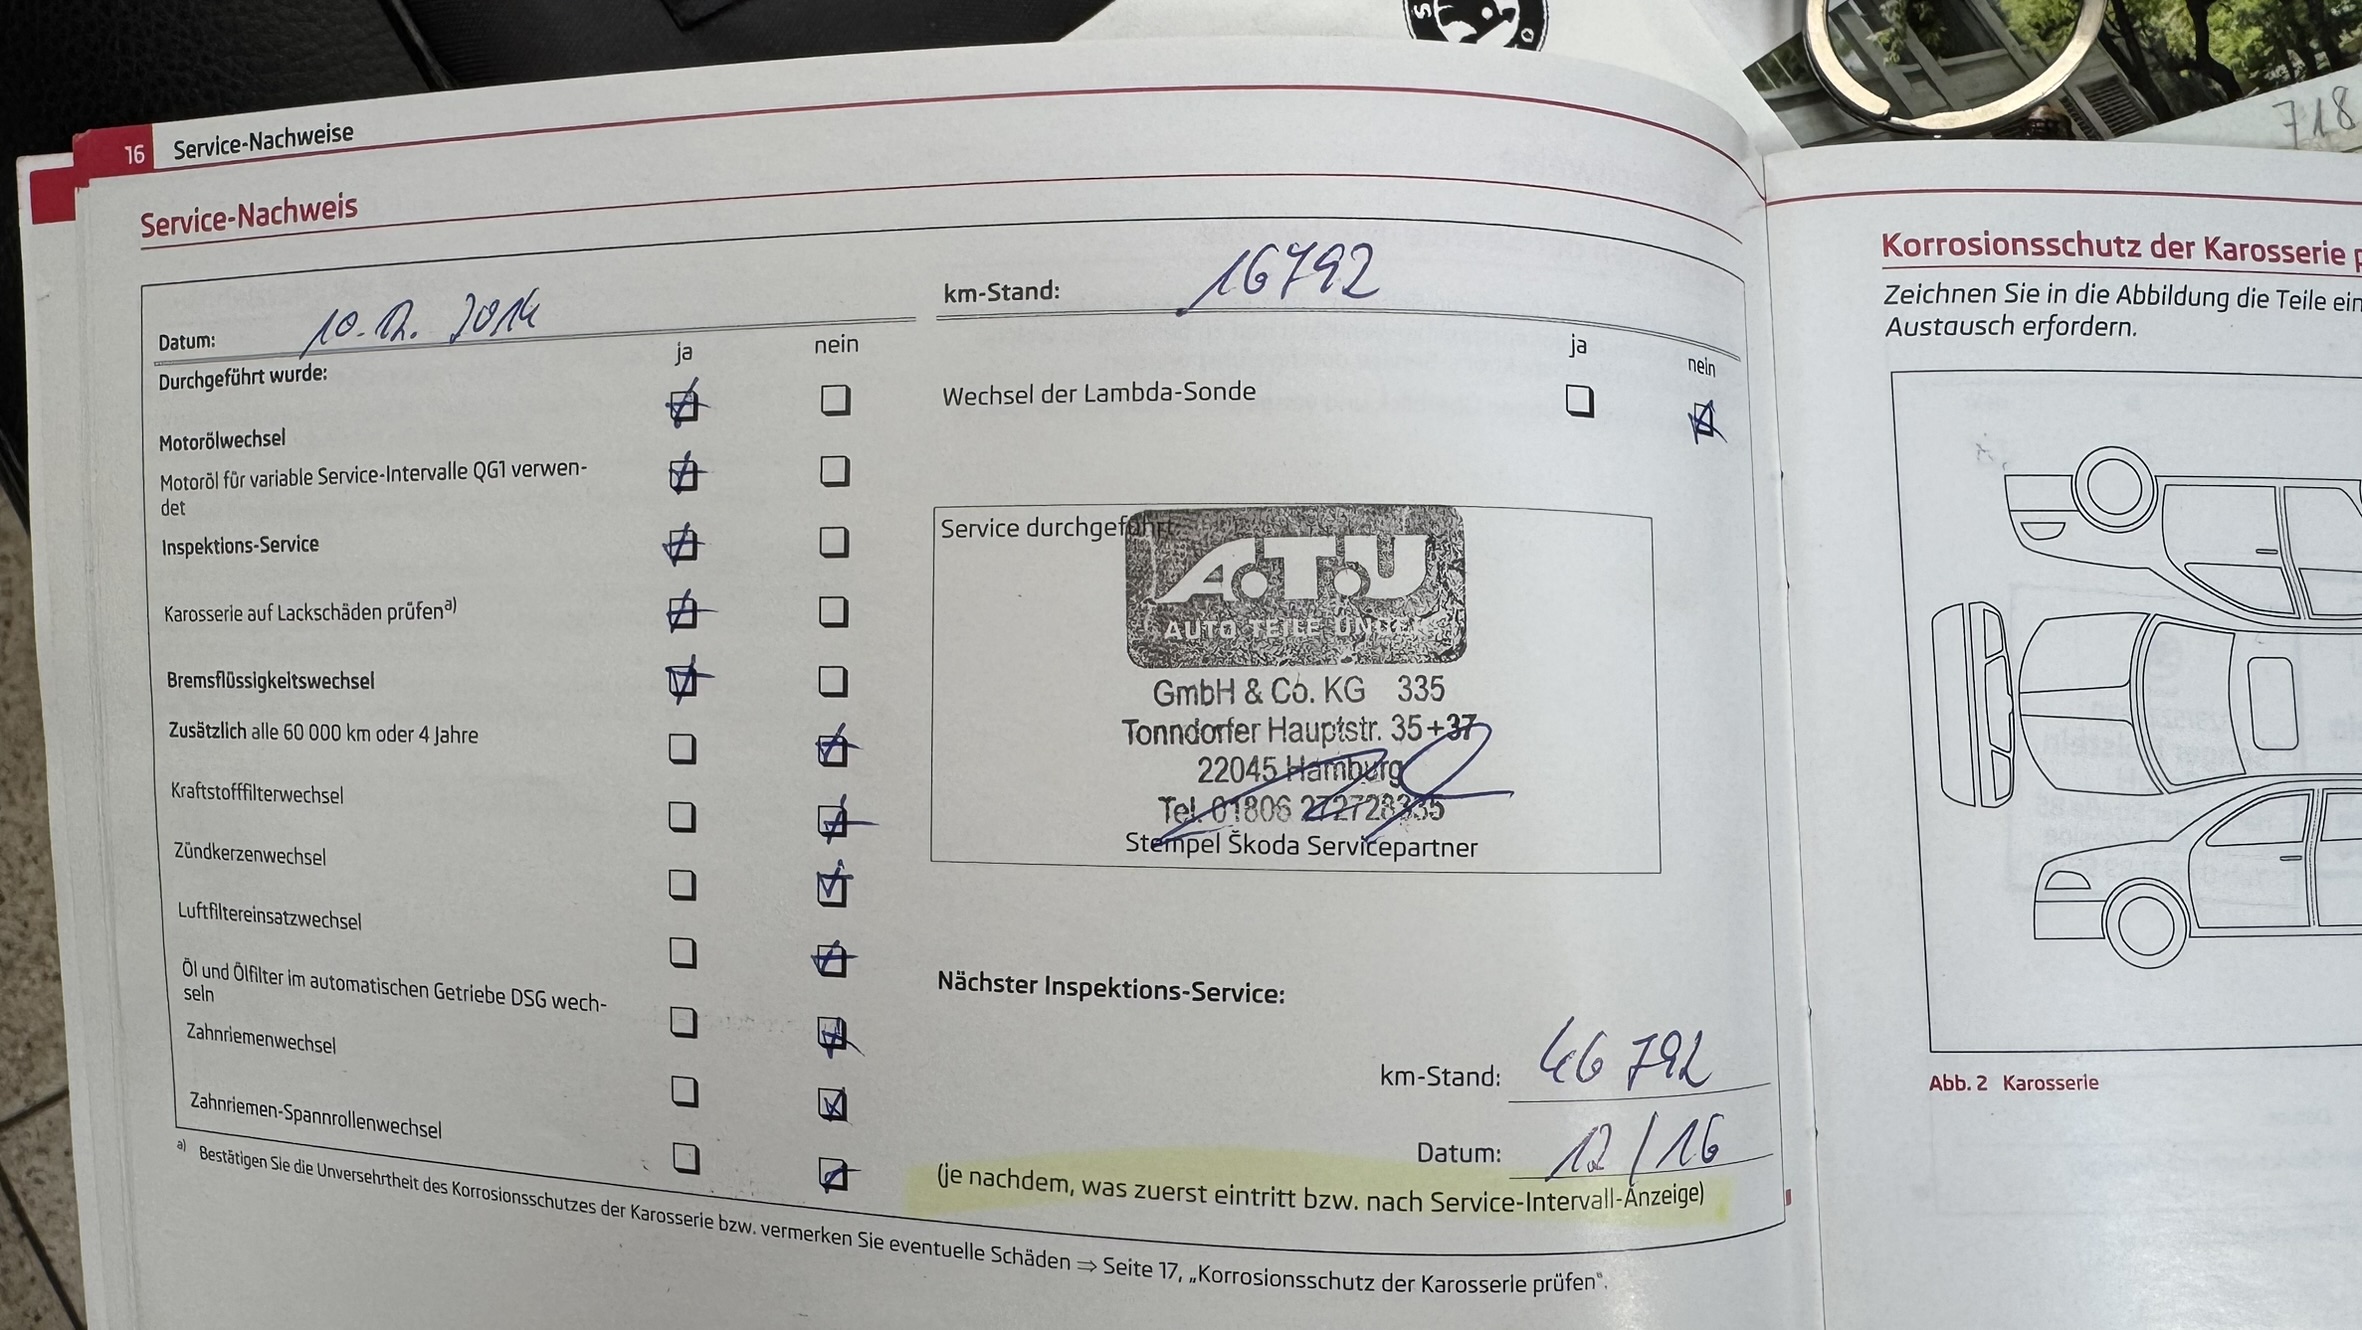 16 Service-Nachweise
Service-Nachweis
Datum: 10.12.2014
km-Stand: 16792
ja nein
Durchgeführt wurde:
Motorölwechsel
Motoröl für variable Service-Intervalle QG1 verwen-
det
Inspektions-Service
Karosserie auf Lackschäden prüfen a)
Bremsflüssigkeitswechsel
Zusätzlich alle 60 000 km oder 4 Jahre
Kraftstofffilterwechsel
Zündkerzenwechsel
Luftfiltereinsatzwechsel
Öl und Ölfilter im automatischen Getriebe DSG wech-
seln
Zahnriemenwechsel
Zahnriemen-Spannrollenwechsel
ja
nein
Wechsel der Lambda-Sonde
Service durchgeführt
A.T.U
AUTO TEILE UNGER
GmbH & Co. KG 335
Tonndorfer Hauptstr. 35+37
22045 Hamburg
Tel. 01806 272728335
Stempel Škoda Servicepartner
Nächster Inspektions-Service:
km-Stand: 46 792
Datum: 12/16
(je nachdem, was zuerst eintritt bzw. nach Service-Intervall-Anzeige)
a) Bestätigen Sie die Unversehrtheit des Korrosionsschutzes der Karosserie bzw. vermerken Sie eventuelle Schäden ⇒ Seite 17, „Korrosionsschutz der Karosserie prüfen".
718
Korrosionsschutz der Karosserie p
Zeichnen Sie in die Abbildung die Teile ein
Austausch erfordern.
Abb. 2 Karosserie